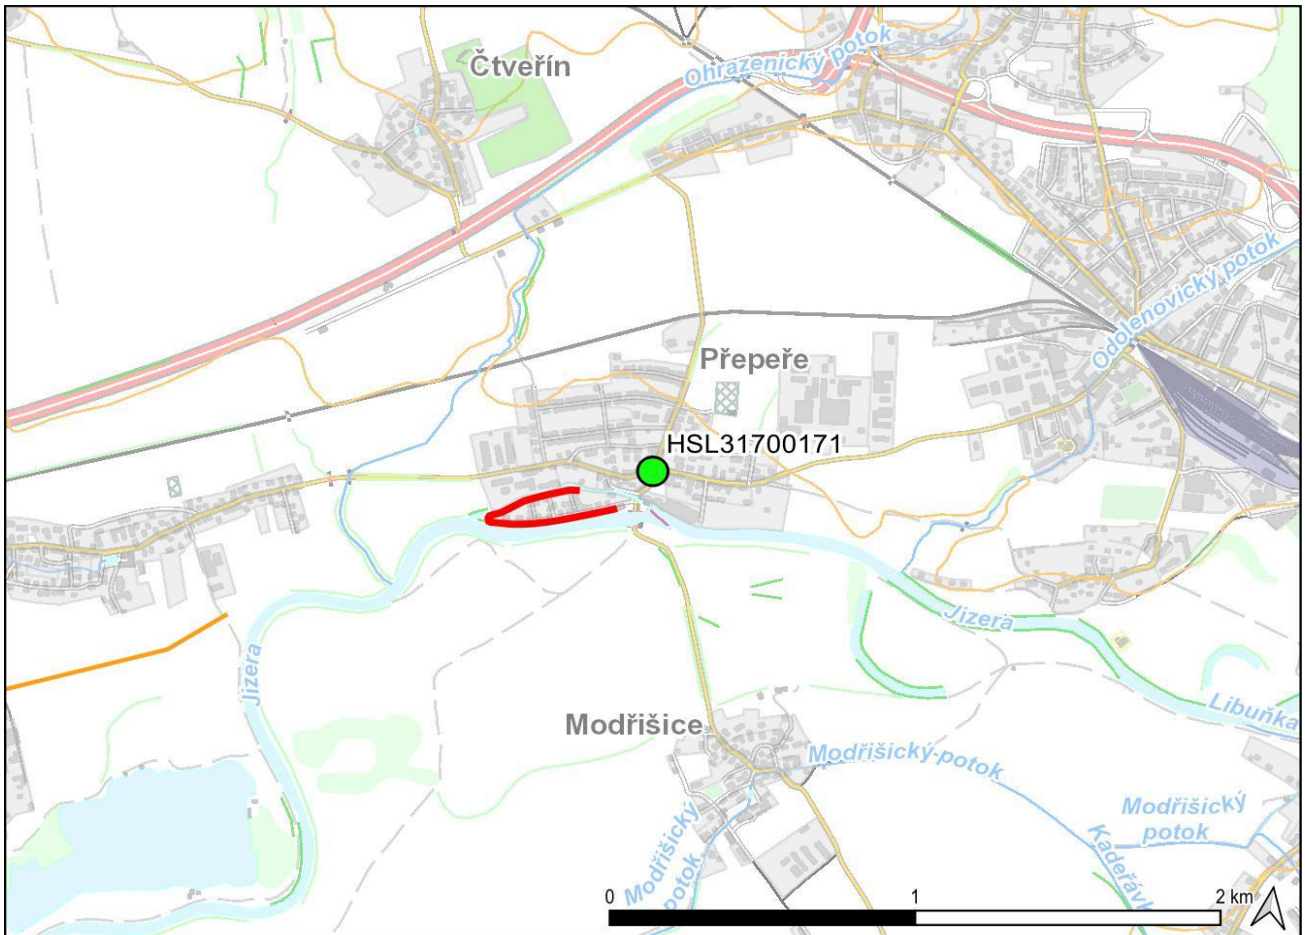 Čtveřín
Ohrazenický potok
Odolenovický potok
Přepeře
HSL31700171
Jizera
Jizera
Libuňka
Modřišice
Modřišický potok
Modřišický
potok
Modřišický
potok
Kadeřávk
0 1 2 km